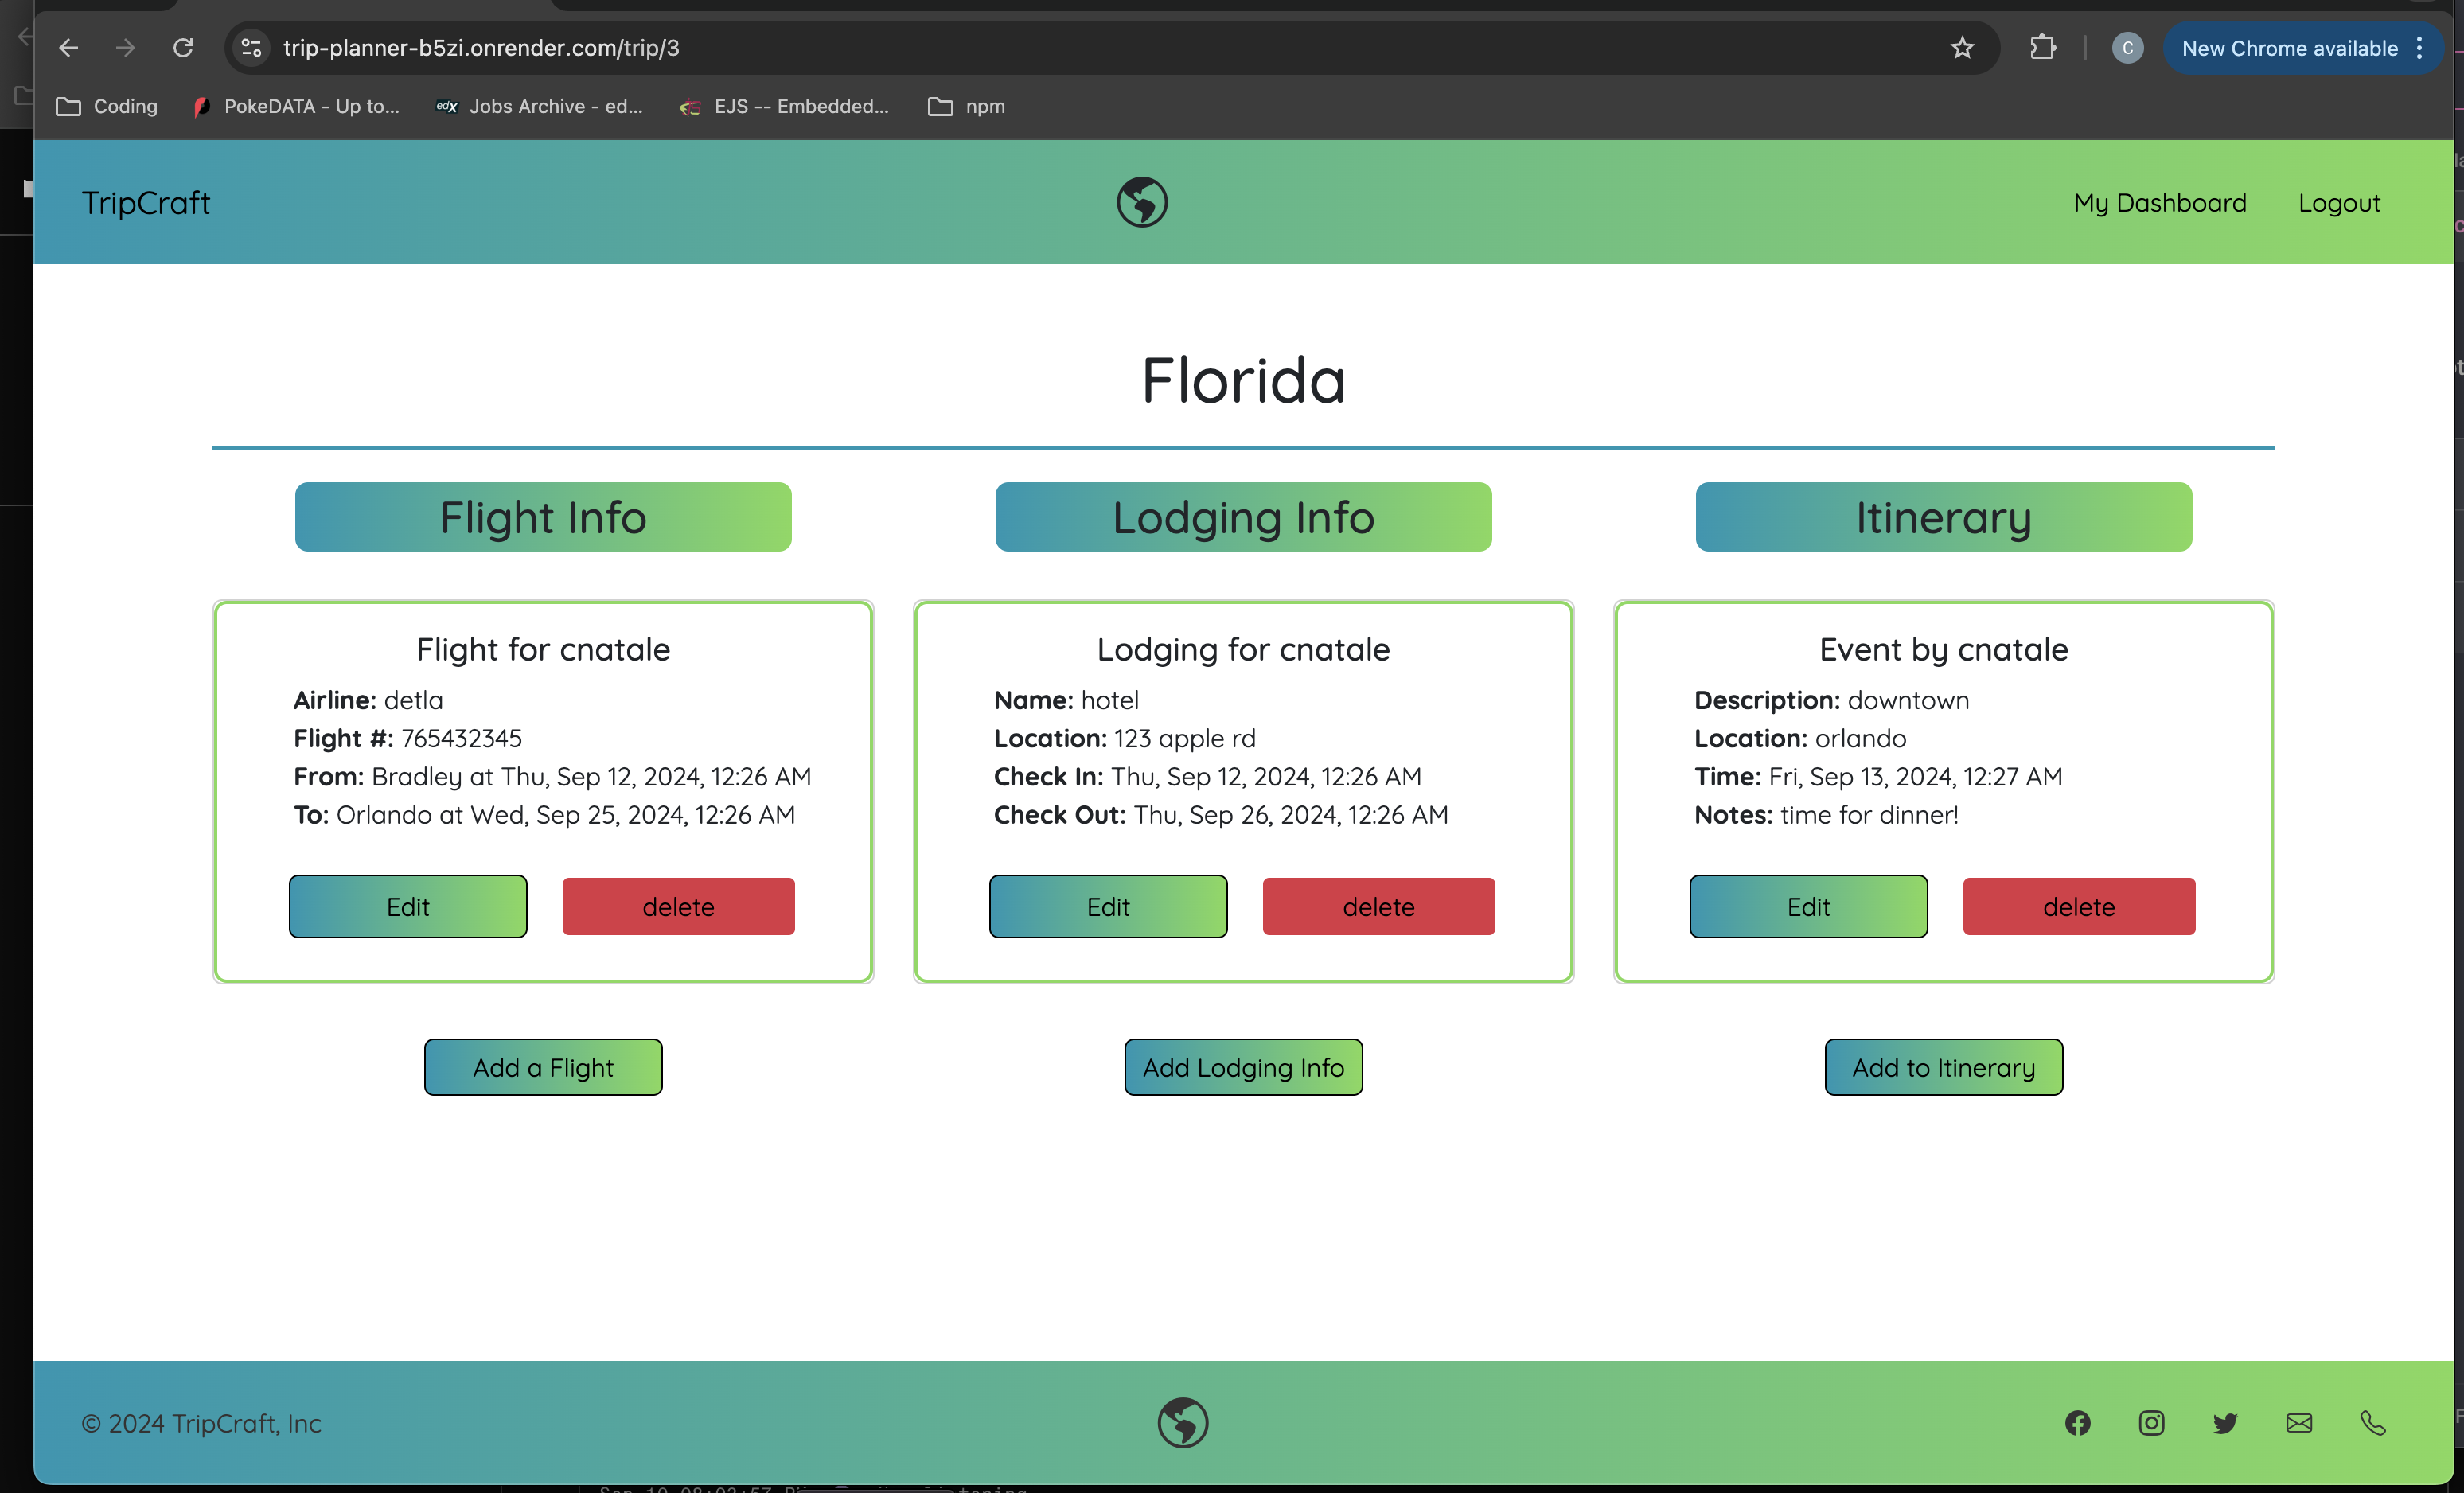 trip-planner-b5zi.onrender.com/trip/3
C
New Chrome available
Coding
PokeDATA - Up to...
edX Jobs Archive - ed...
EJS -- Embedded...
npm
TripCraft
My Dashboard
Logout
Florida
Flight Info
Lodging Info
Itinerary
Flight for cnatale
Airline: detla
Flight #: 765432345
From: Bradley at Thu, Sep 12, 2024, 12:26 AM
To: Orlando at Wed, Sep 25, 2024, 12:26 AM
Edit
delete
Lodging for cnatale
Name: hotel
Location: 123 apple rd
Check In: Thu, Sep 12, 2024, 12:26 AM
Check Out: Thu, Sep 26, 2024, 12:26 AM
Edit
delete
Event by cnatale
Description: downtown
Location: orlando
Time: Fri, Sep 13, 2024, 12:27 AM
Notes: time for dinner!
Edit
delete
Add a Flight
Add Lodging Info
Add to Itinerary
© 2024 TripCraft, Inc